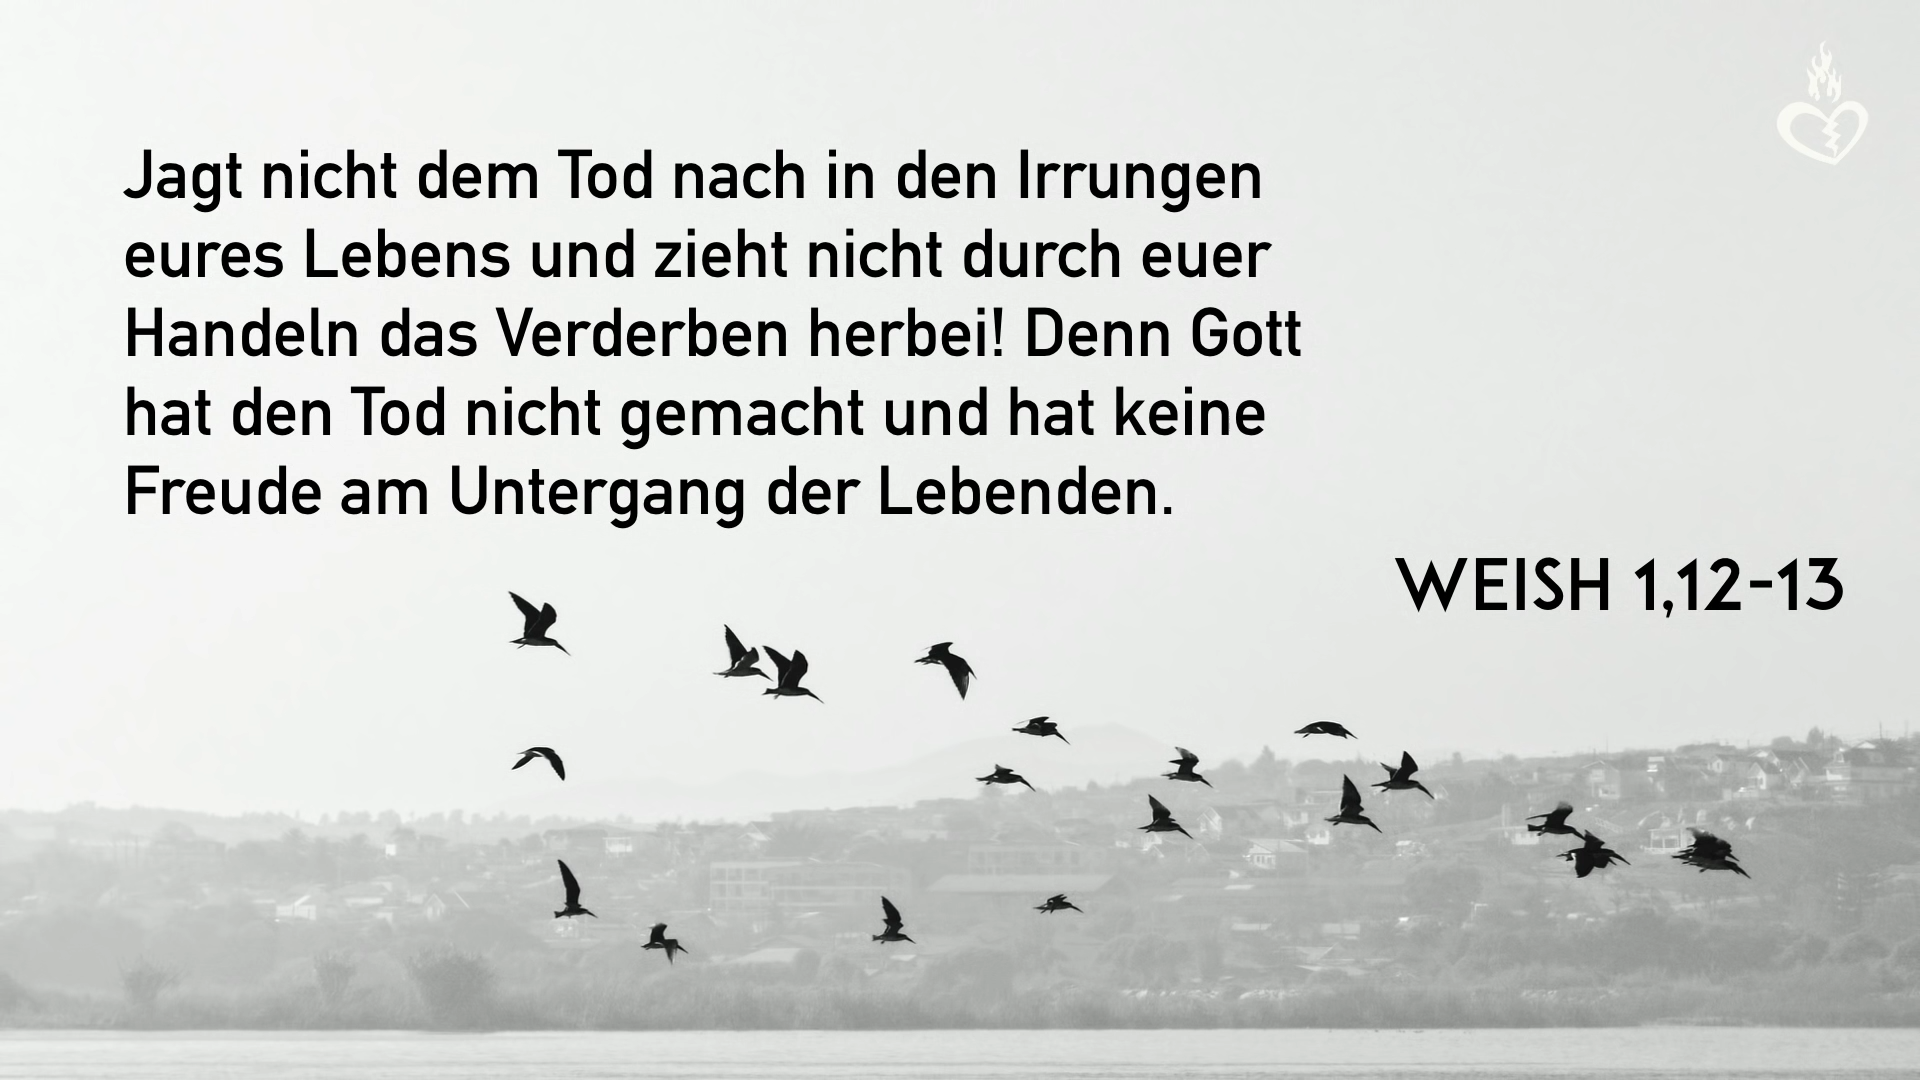 Jagt nicht dem Tod nach in den Irrungen
eures Lebens und zieht nicht durch euer
Handeln das Verderben herbei! Denn Gott
hat den Tod nicht gemacht und hat keine
Freude am Untergang der Lebenden.
WEISH 1,12-13